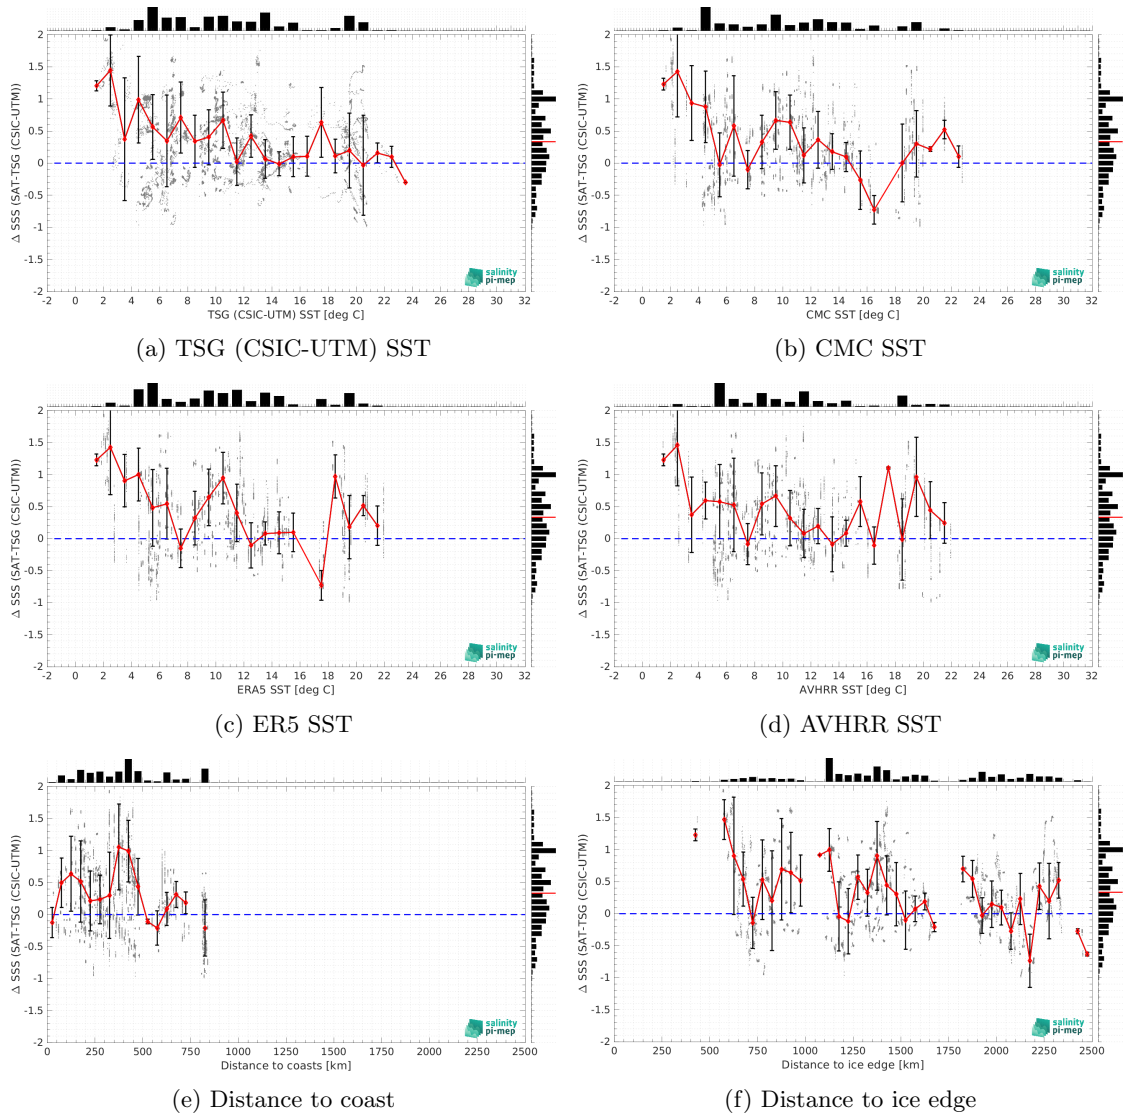 2
1.5
1
0.5
0
-0.5
-1
-1.5
-2
Δ SSS (SAT-TSG (CSIC-UTM))
salinity
pi-mep
-2 0 2 4 6 8 10 12 14 16 18 20 22 24 26 28 30 32
TSG (CSIC-UTM) SST [deg C]
(a) TSG (CSIC-UTM) SST
2
1.5
1
0.5
0
-0.5
-1
-1.5
-2
Δ SSS (SAT-TSG (CSIC-UTM))
salinity
pi-mep
-2 0 2 4 6 8 10 12 14 16 18 20 22 24 26 28 30 32
CMC SST [deg C]
(b) CMC SST
2
1.5
1
0.5
0
-0.5
-1
-1.5
-2
Δ SSS (SAT-TSG (CSIC-UTM))
salinity
pi-mep
-2 0 2 4 6 8 10 12 14 16 18 20 22 24 26 28 30 32
ERA5 SST [deg C]
(c) ER5 SST
2
1.5
1
0.5
0
-0.5
-1
-1.5
-2
Δ SSS (SAT-TSG (CSIC-UTM))
salinity
pi-mep
-2 0 2 4 6 8 10 12 14 16 18 20 22 24 26 28 30 32
AVHRR SST [deg C]
(d) AVHRR SST
2
1.5
1
0.5
0
-0.5
-1
-1.5
-2
Δ SSS (SAT-TSG (CSIC-UTM))
salinity
pi-mep
0 250 500 750 1000 1250 1500 1750 2000 2250 2500
Distance to coasts [km]
(e) Distance to coast
2
1.5
1
0.5
0
-0.5
-1
-1.5
-2
Δ SSS (SAT-TSG (CSIC-UTM))
salinity
pi-mep
0 250 500 750 1000 1250 1500 1750 2000 2250 2500
Distance to ice edge [km]
(f) Distance to ice edge